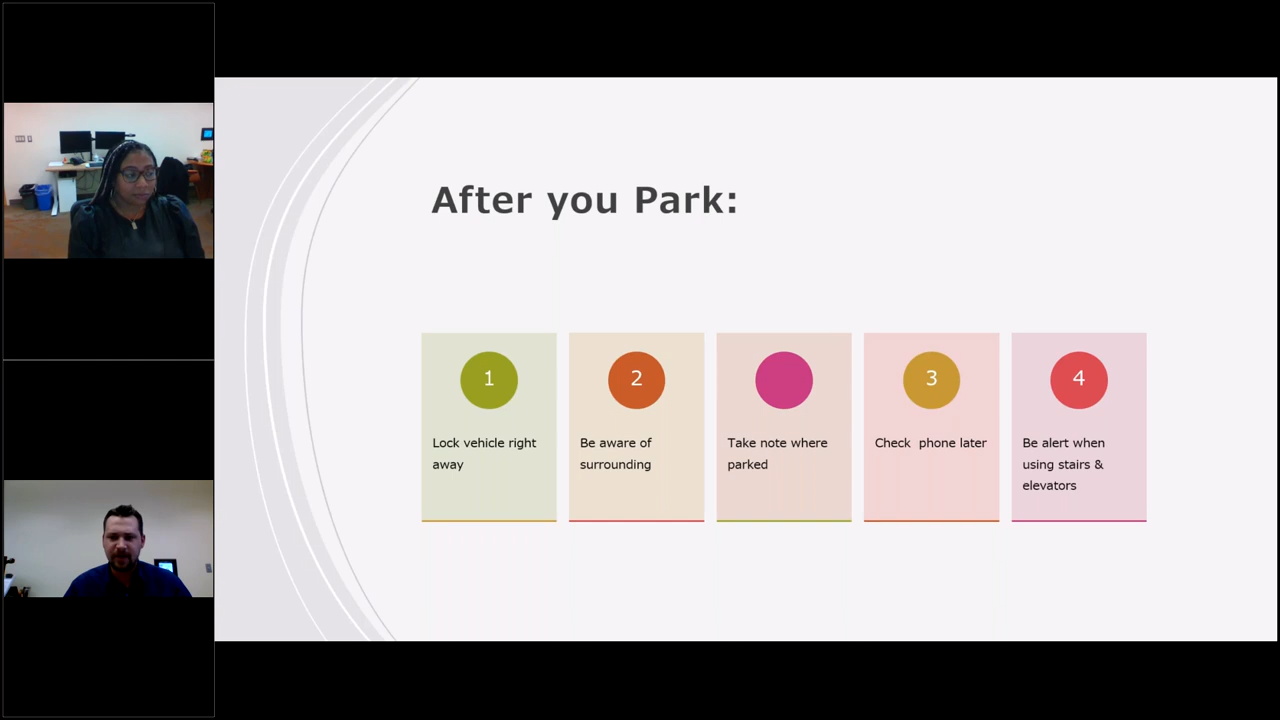 After you Park:
1
Lock vehicle right
away
2
Be aware of
surrounding
Take note where
parked
3
Check  phone later
4
Be alert when
using stairs &
elevators